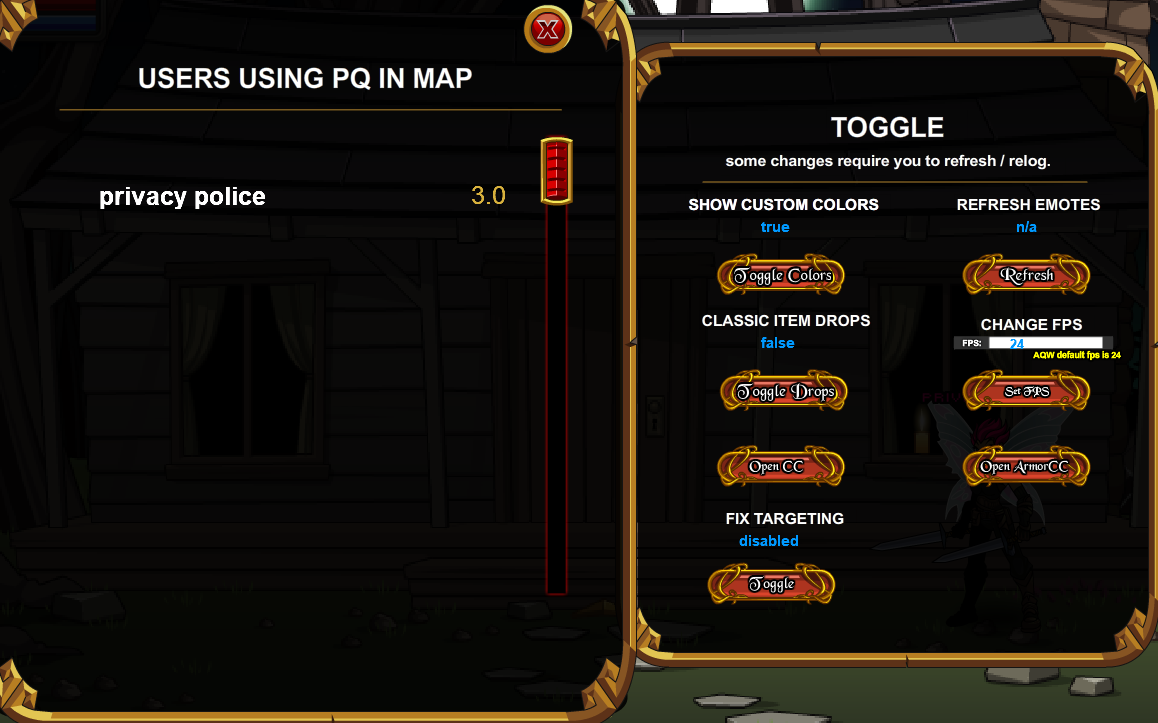 X
USERS USING PQ IN MAP
privacy police 3.0
TOGGLE
some changes require you to refresh / relog.
SHOW CUSTOM COLORS
true
Toggle Colors
REFRESH EMOTES
n/a
Refresh
CLASSIC ITEM DROPS
false
Toggle Drops
CHANGE FPS
FPS: 24
AQW default fps is 24
Set FPS
Open CC
Open ArmorCC
FIX TARGETING
disabled
Toggle